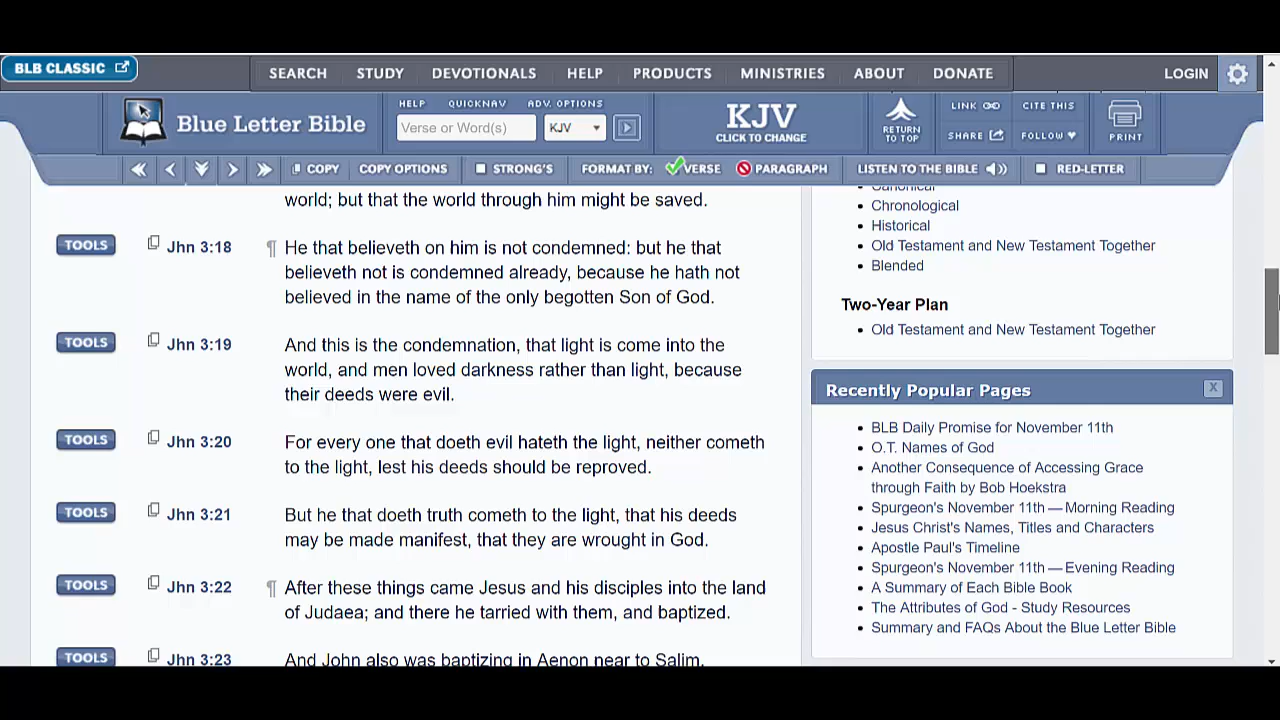 BLB CLASSIC
SEARCH STUDY DEVOTIONALS HELP PRODUCTS MINISTRIES ABOUT DONATE LOGIN
HELP QUICKNAV ADV. OPTIONS
Blue Letter Bible
Verse or Word(s) KJV
KJV
CLICK TO CHANGE
RETURN
TO TOP
LINK CITE THIS
SHARE FOLLOW
PRINT
COPY COPY OPTIONS STRONG'S FORMAT BY: VERSE PARAGRAPH LISTEN TO THE BIBLE RED-LETTER
world; but that the world through him might be saved.
TOOLS Jhn 3:18 ¶ He that believeth on him is not condemned: but he that
believeth not is condemned already, because he hath not
believed in the name of the only begotten Son of God.
TOOLS Jhn 3:19 And this is the condemnation, that light is come into the
world, and men loved darkness rather than light, because
their deeds were evil.
TOOLS Jhn 3:20 For every one that doeth evil hateth the light, neither cometh
to the light, lest his deeds should be reproved.
TOOLS Jhn 3:21 But he that doeth truth cometh to the light, that his deeds
may be made manifest, that they are wrought in God.
TOOLS Jhn 3:22 ¶ After these things came Jesus and his disciples into the land
of Judaea; and there he tarried with them, and baptized.
TOOLS Jhn 3:23 And John also was baptizing in Aenon near to Salim,
Canonical
Chronological
Historical
Old Testament and New Testament Together
Blended
Two-Year Plan
Old Testament and New Testament Together
Recently Popular Pages X
BLB Daily Promise for November 11th
O.T. Names of God
Another Consequence of Accessing Grace
through Faith by Bob Hoekstra
Spurgeon's November 11th — Morning Reading
Jesus Christ's Names, Titles and Characters
Apostle Paul's Timeline
Spurgeon's November 11th — Evening Reading
A Summary of Each Bible Book
The Attributes of God - Study Resources
Summary and FAQs About the Blue Letter Bible